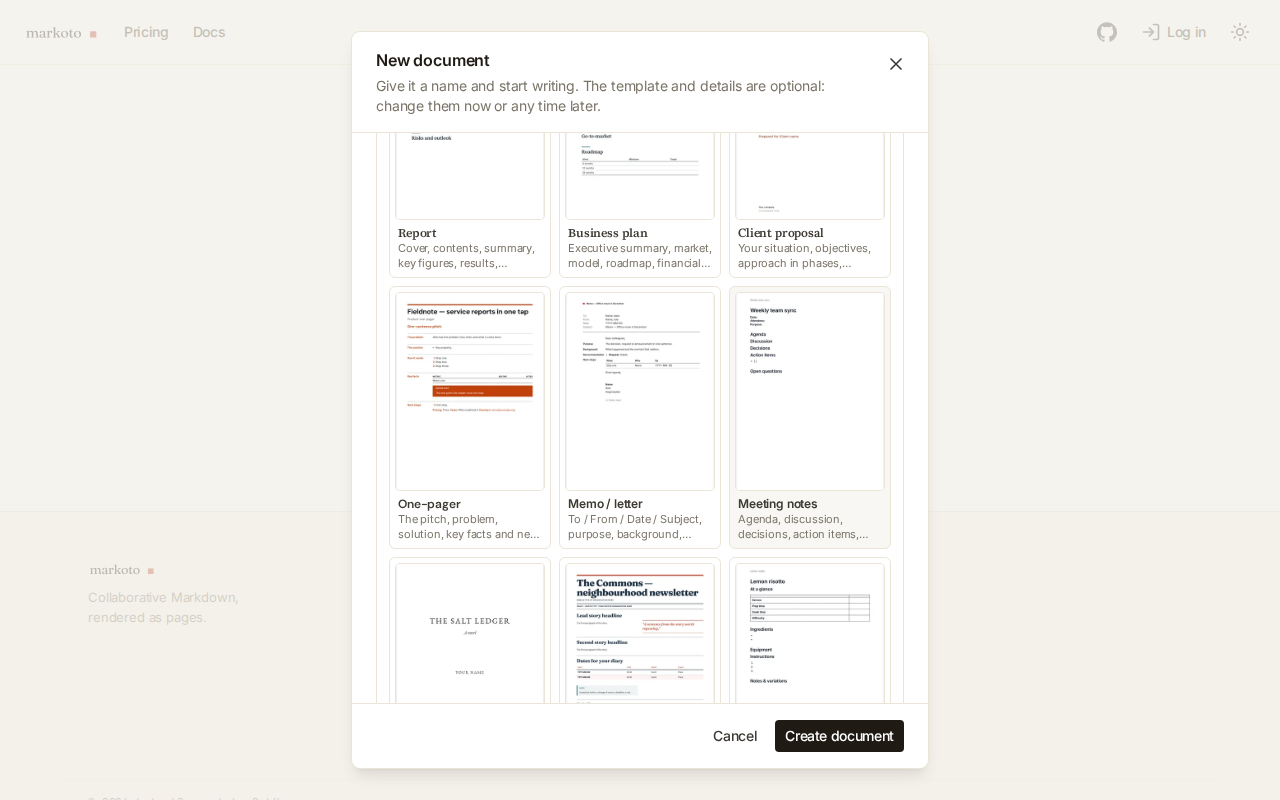 markoto
Pricing
Docs
Log in
New document
Give it a name and start writing. The template and details are optional:
change them now or any time later.
Risks and outlook
Go to market
Roadmap
Report
Cover, contents, summary,
key figures, results,...
Business plan
Executive summary, market,
model, roadmap, financial...
Client proposal
Your situation, objectives,
approach in phases,...
Fieldnote — service reports in one tap
Weekly team sync
Agenda
Discussion
Decisions
Action items
Open questions
One-pager
The pitch, problem,
solution, key facts and ne...
Memo / letter
To / From / Date / Subject,
purpose, background,...
Meeting notes
Agenda, discussion,
decisions, action items,...
THE SALT LEDGER
A novel
YOUR NAME
The Commons —
neighbourhood newsletter
Lead story headline
Second story headline
Dates for your diary
Lemon risotto
At a glance
Ingredients
Equipment
Instructions
Notes & variations
markoto
Collaborative Markdown,
rendered as pages.
Cancel
Create document